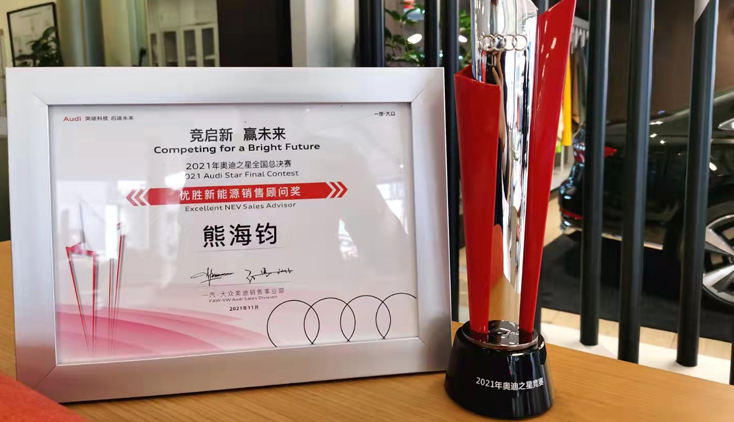 Audi 突破科技 启迪未来
一汽-大众
竞启新 赢未来
Competing for a Bright Future
2021年奥迪之星全国总决赛
021 Audi Star Final Contest
优胜新能源销售顾问奖
Excellent NEV Sales Advisor
熊海钧
一汽-大众奥迪销售事业部
FAW-VW Audi Sales Division
2021年11月
2021年奥迪之星竞赛